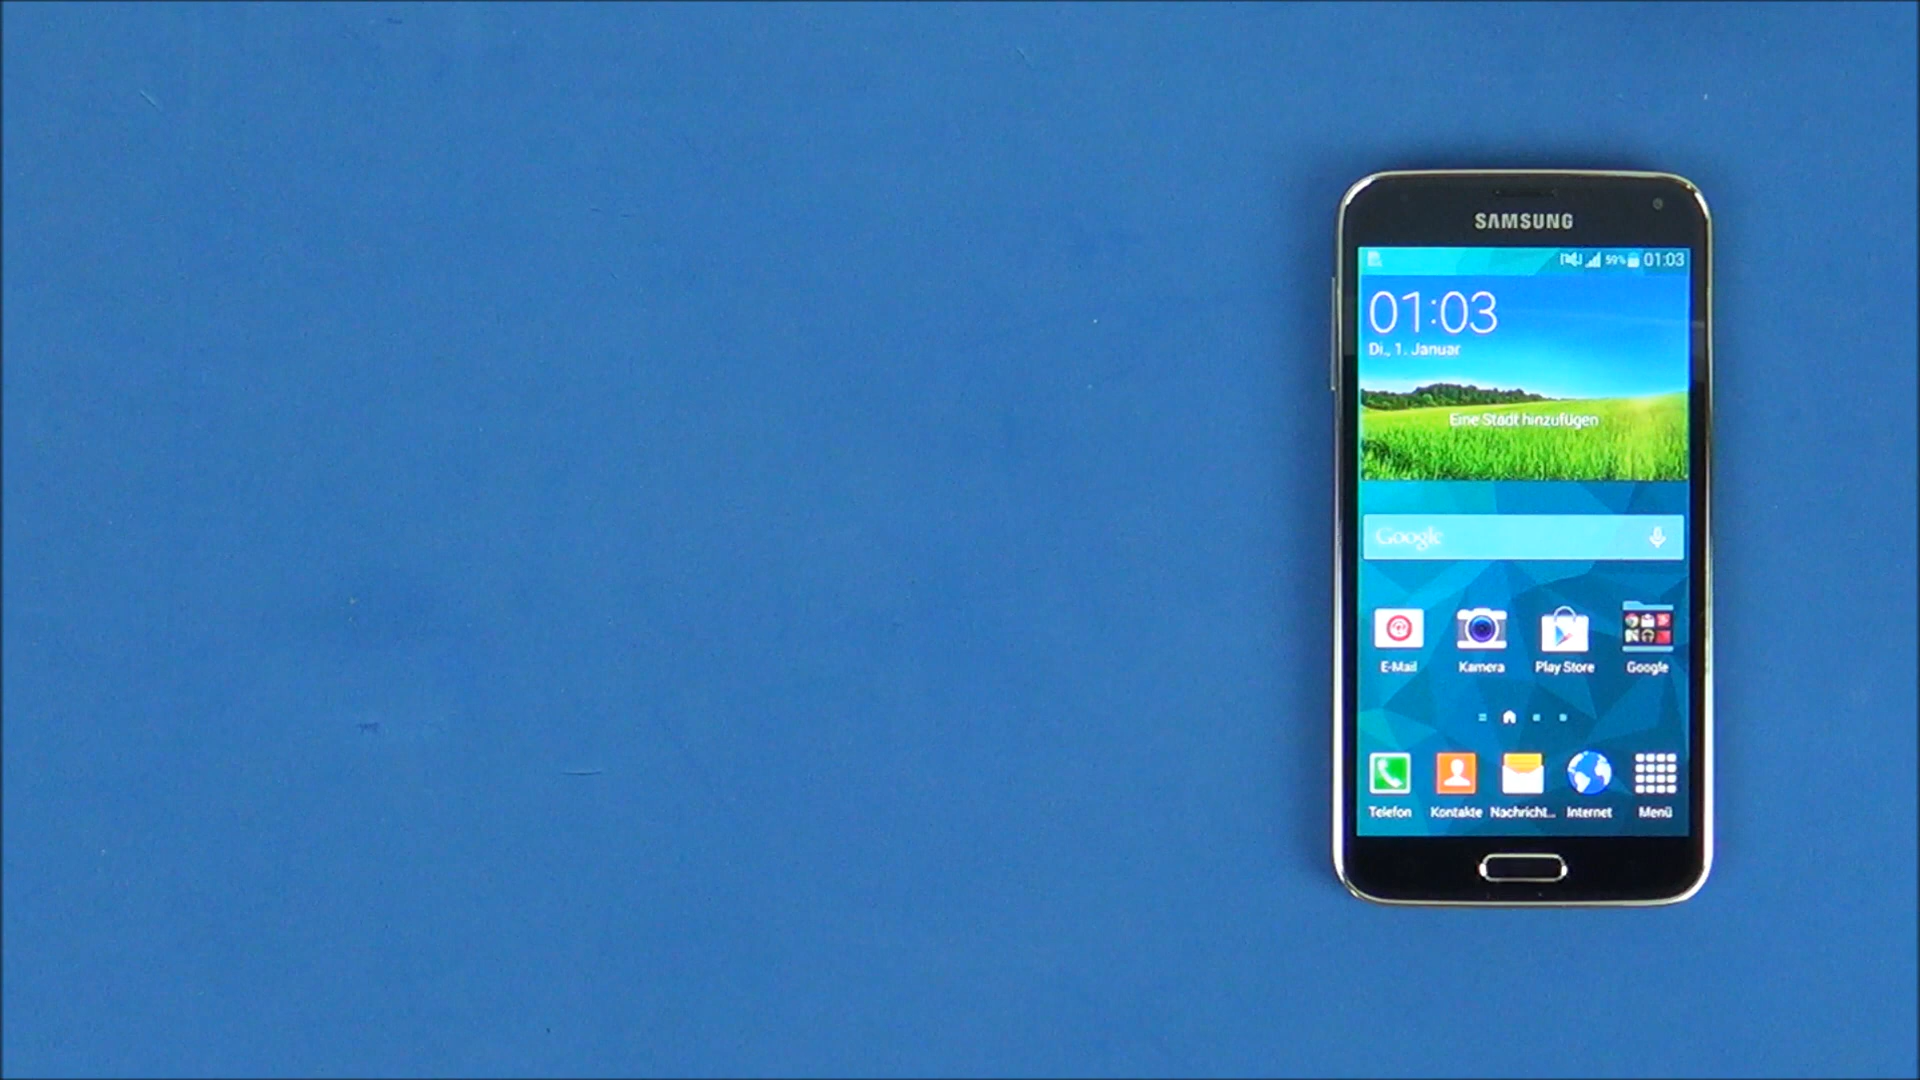 SAMSUNG
59% 01:03
01:03
Di., 1. Januar
Eine Stadt hinzufügen
Google
E-Mail Kamera Play Store Google
Telefon Kontakte Nachricht... Internet Menü